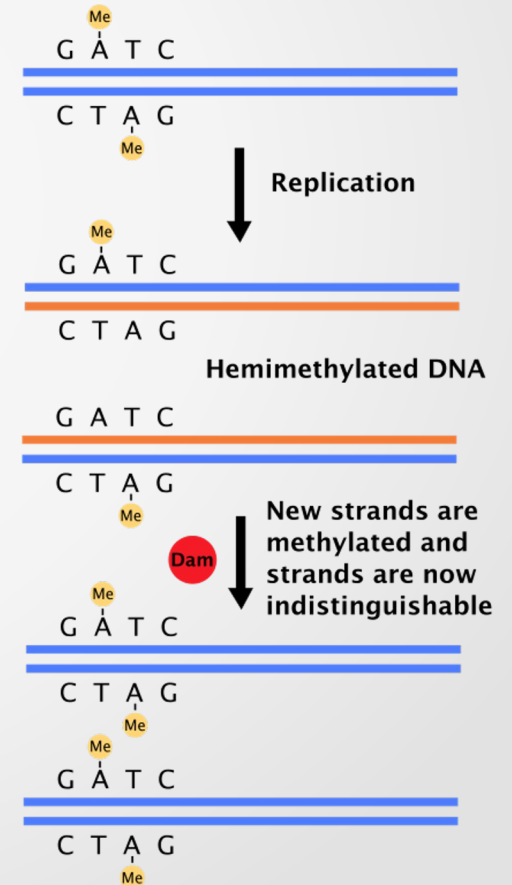 Me
G A T C
C T A G
Me
Replication
Me
G A T C
C T A G
Hemimethylated DNA
G A T C
C T A G
Me
Dam
New strands are
methylated and
strands are now
indistinguishable
Me
G A T C
C T A G
Me
Me
G A T C
C T A G
Me